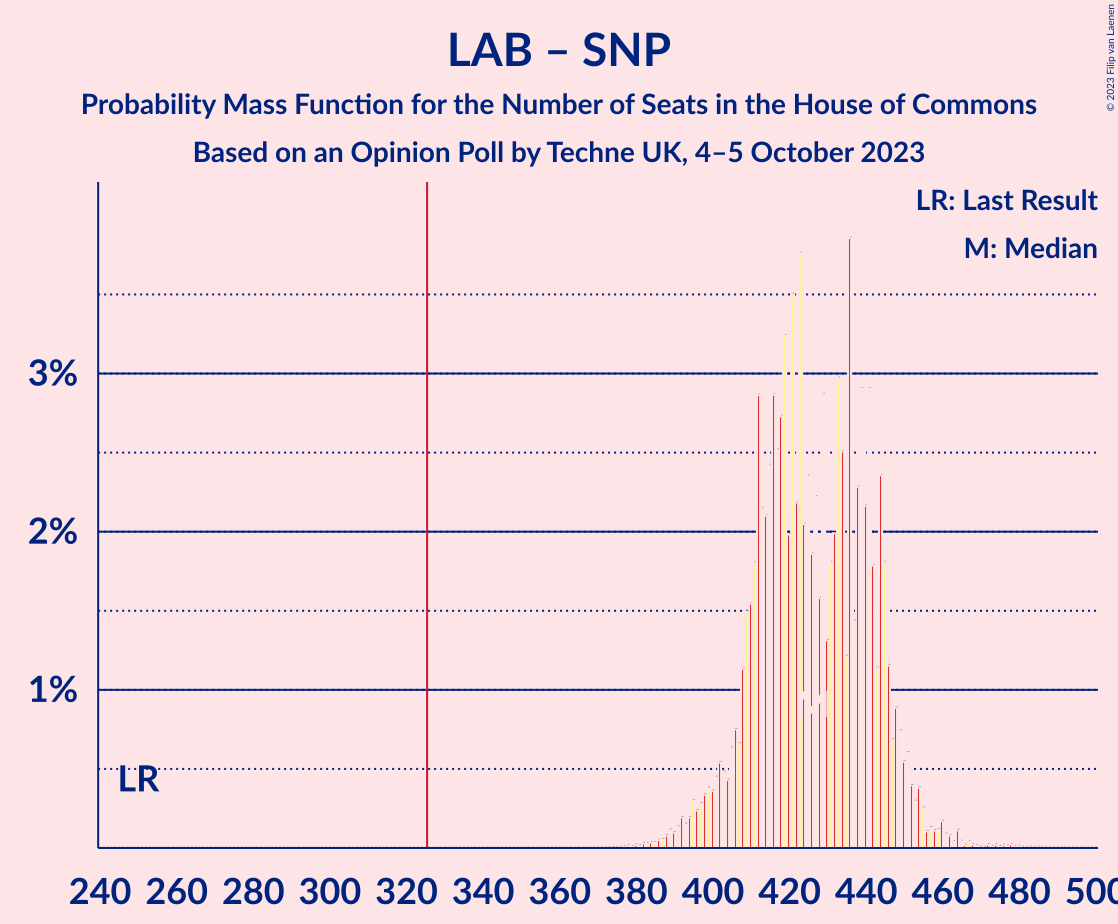 LAB – SNP
Probability Mass Function for the Number of Seats in the House of Commons
Based on an Opinion Poll by Techne UK, 4–5 October 2023
© 2023 Filip van Laenen
LR: Last Result
M: Median
3%
2%
1%
LR
240 260 280 300 320 340 360 380 400 420 440 460 480 500